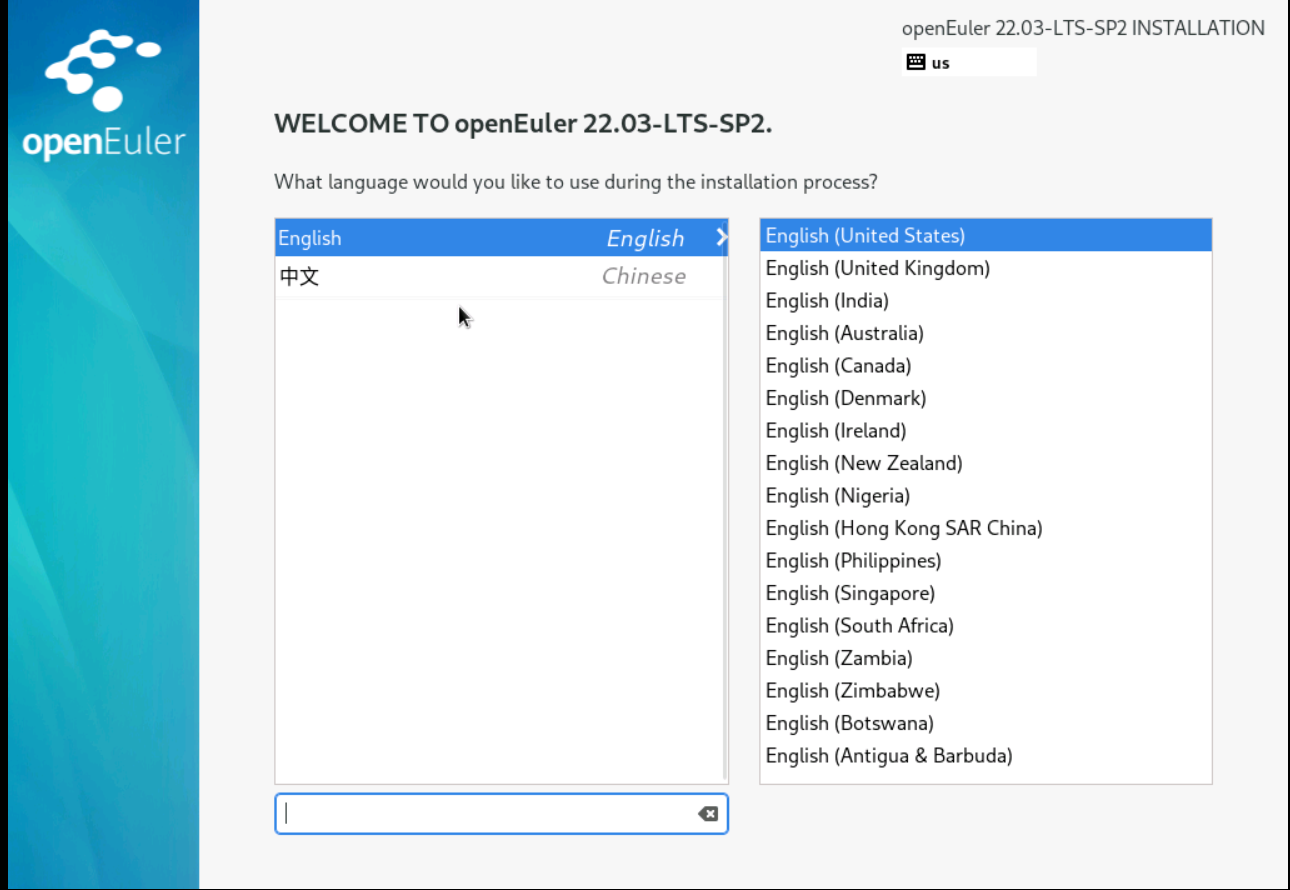 openEuler
openEuler 22.03-LTS-SP2 INSTALLATION
us
WELCOME TO openEuler 22.03-LTS-SP2.
What language would you like to use during the installation process?
English English
中文 Chinese
English (United States)
English (United Kingdom)
English (India)
English (Australia)
English (Canada)
English (Denmark)
English (Ireland)
English (New Zealand)
English (Nigeria)
English (Hong Kong SAR China)
English (Philippines)
English (Singapore)
English (South Africa)
English (Zambia)
English (Zimbabwe)
English (Botswana)
English (Antigua & Barbuda)